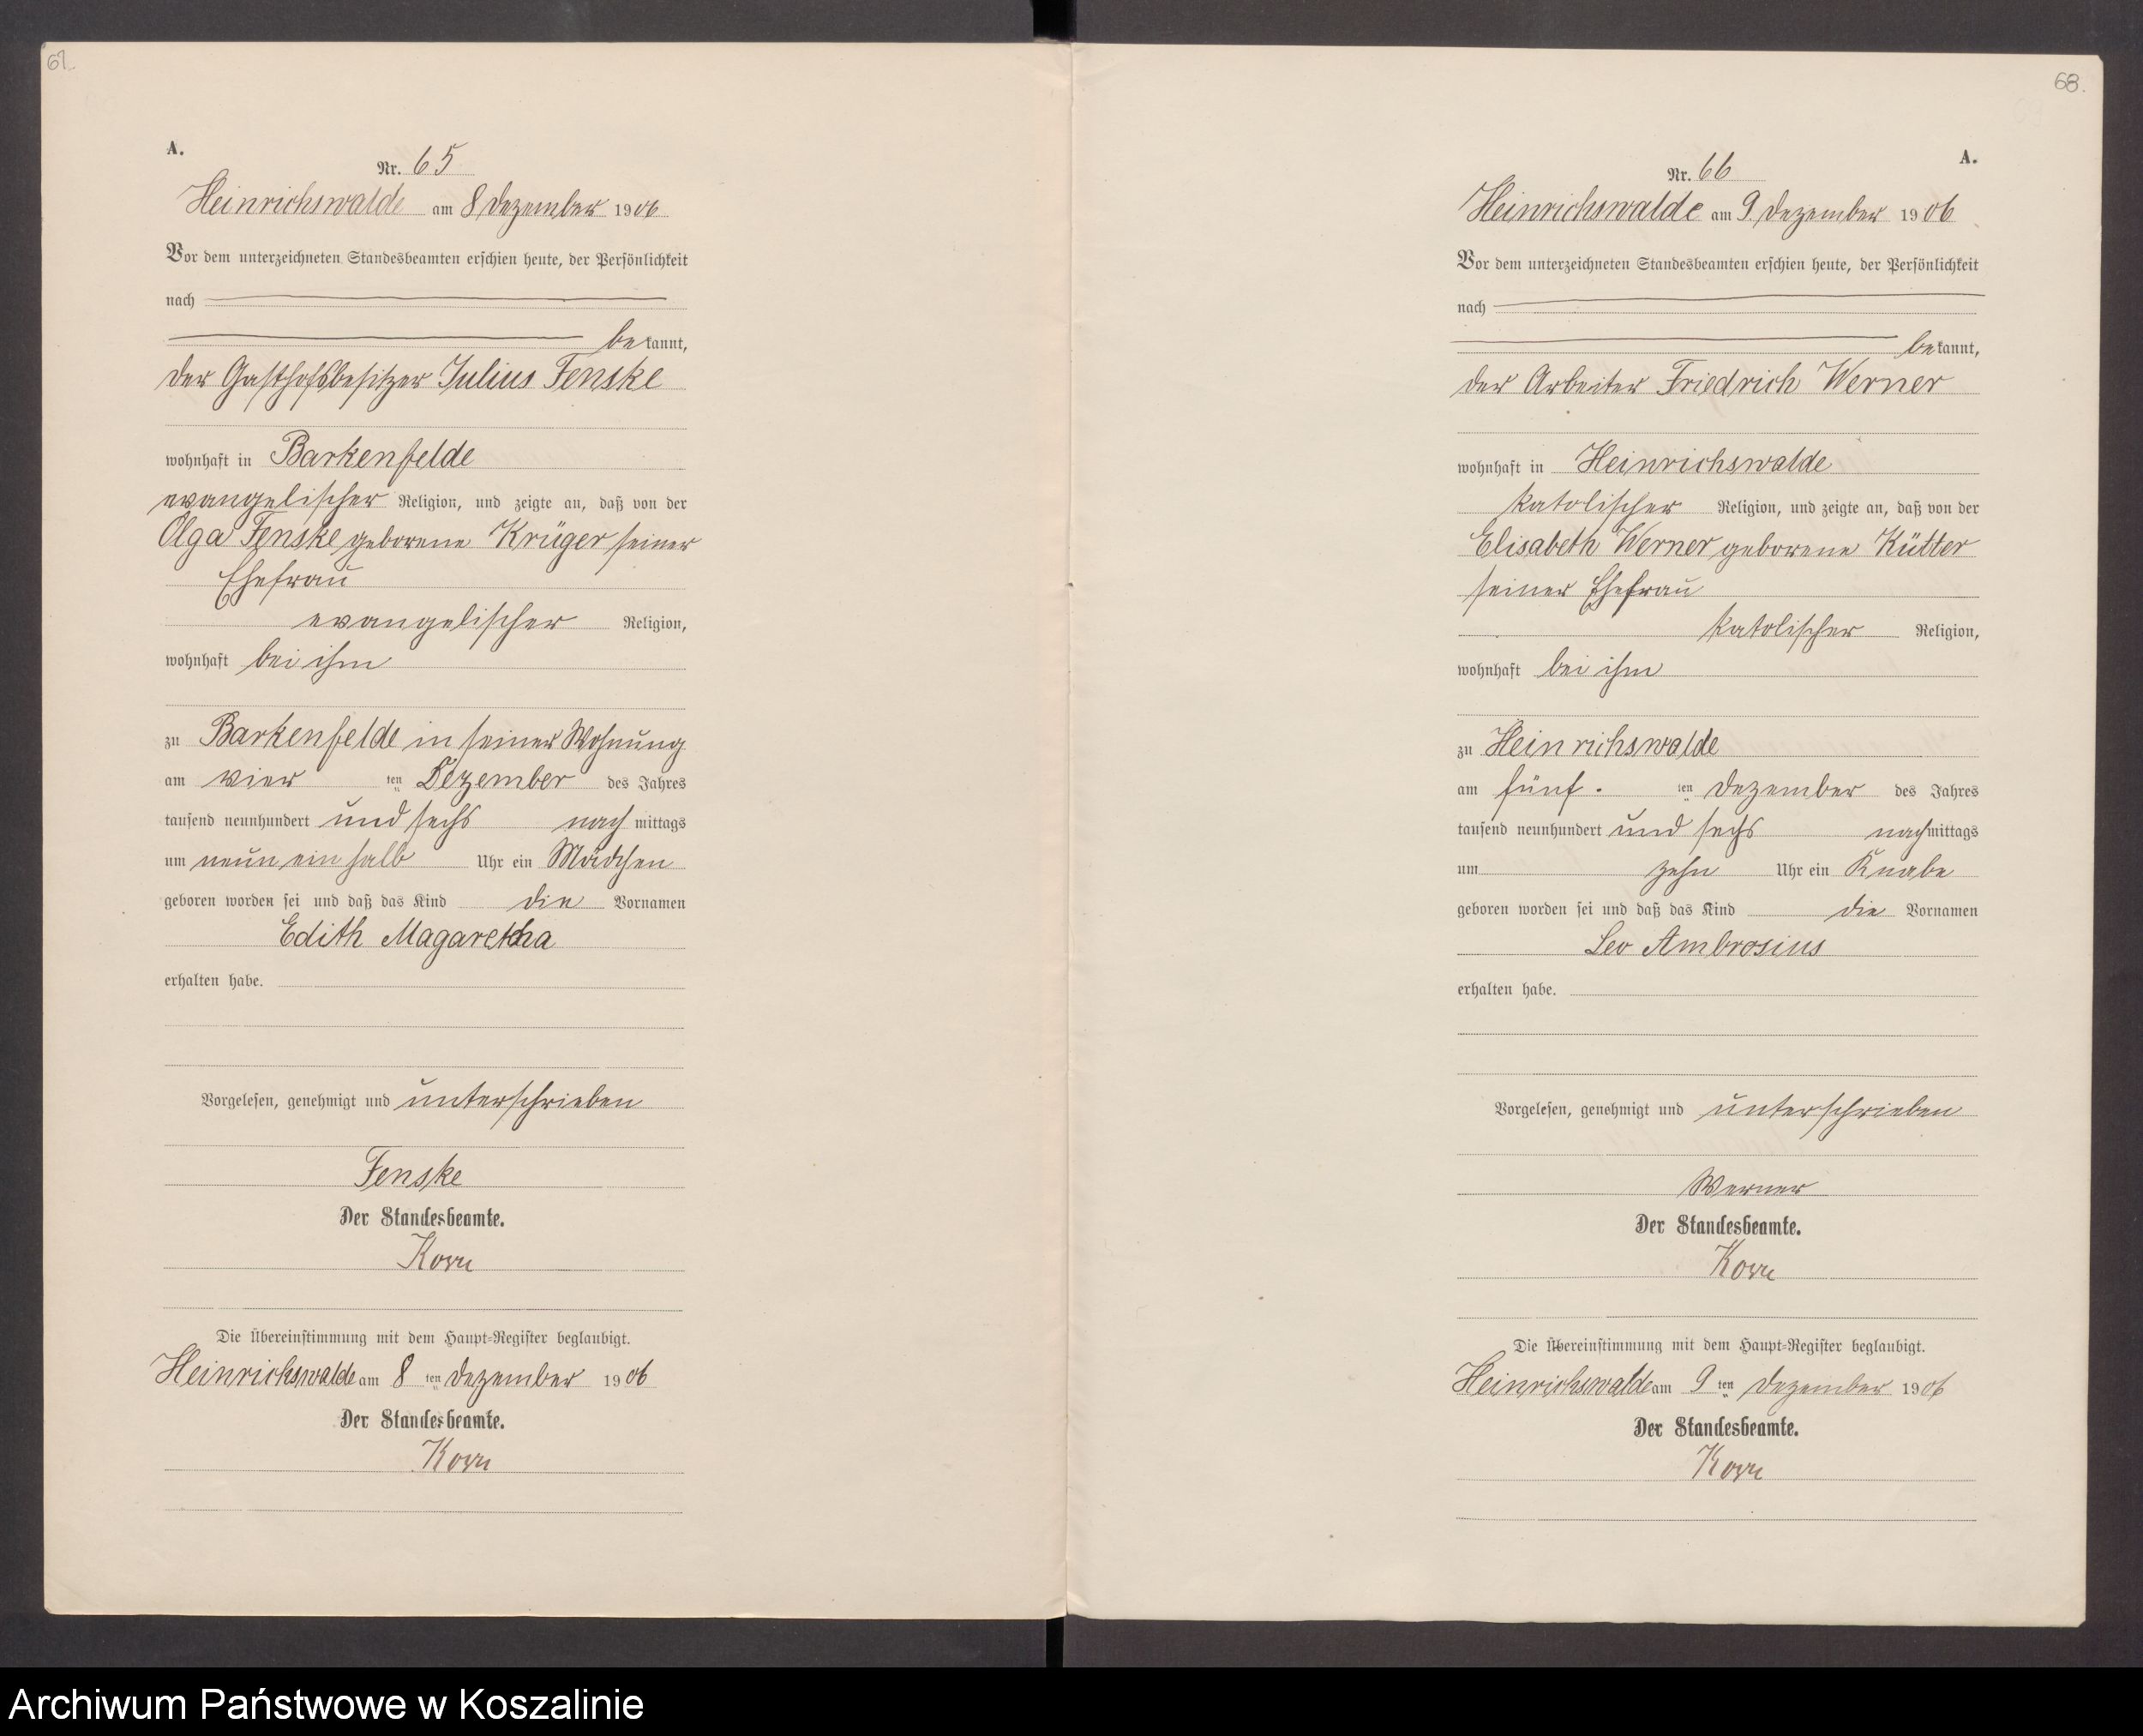 67.
A.
Nr. 65
Heinrichswalde am 8 Dezember 1906
Vor dem unterzeichneten Standesbeamten erschien heute, der Persönlichkeit
nach
bekannt,
der Gasthofsbesitzer Julius Fenske
wohnhaft in Barkenfelde
evangelischer Religion, und zeigte an, daß von der
Olga Fenske geborene Krüger seiner
Ehefrau
evangelischer Religion,
wohnhaft bei ihm
zu Barkenfelde in seiner Wohnung
am vier ten Dezember des Jahres
tausend neunhundert und sechs nachmittags
um neun ein halb Uhr ein Mädchen
geboren worden sei und daß das Kind die Vornamen
Edith Magaretha
erhalten habe.
Vorgelesen, genehmigt und unterschrieben
Fenske
Der Standesbeamte.
Korn
Die Übereinstimmung mit dem Haupt-Register beglaubigt.
Heinrichswalde am 8 ten Dezember 1906
Der Standesbeamte.
Korn
68.
A.
Nr. 66
Heinrichswalde am 9. Dezember 1906
Vor dem unterzeichneten Standesbeamten erschien heute, der Persönlichkeit
nach
bekannt,
der Arbeiter Friedrich Werner
wohnhaft in Heinrichswalde
katolischer Religion, und zeigte an, daß von der
Elisabeth Werner geborene Kütter
seiner Ehefrau
katolischer Religion,
wohnhaft bei ihm
zu Heinrichswalde
am fünf. ten Dezember des Jahres
tausend neunhundert und sechs nachmittags
um zehn Uhr ein Knabe
geboren worden sei und daß das Kind die Vornamen
Leo Ambrosius
erhalten habe.
Vorgelesen, genehmigt und unterschrieben
Werner
Der Standesbeamte.
Korn
Die Übereinstimmung mit dem Haupt-Register beglaubigt.
Heinrichswalde am 9 ten Dezember 1906
Der Standesbeamte.
Korn
Archiwum Państwowe w Koszalinie